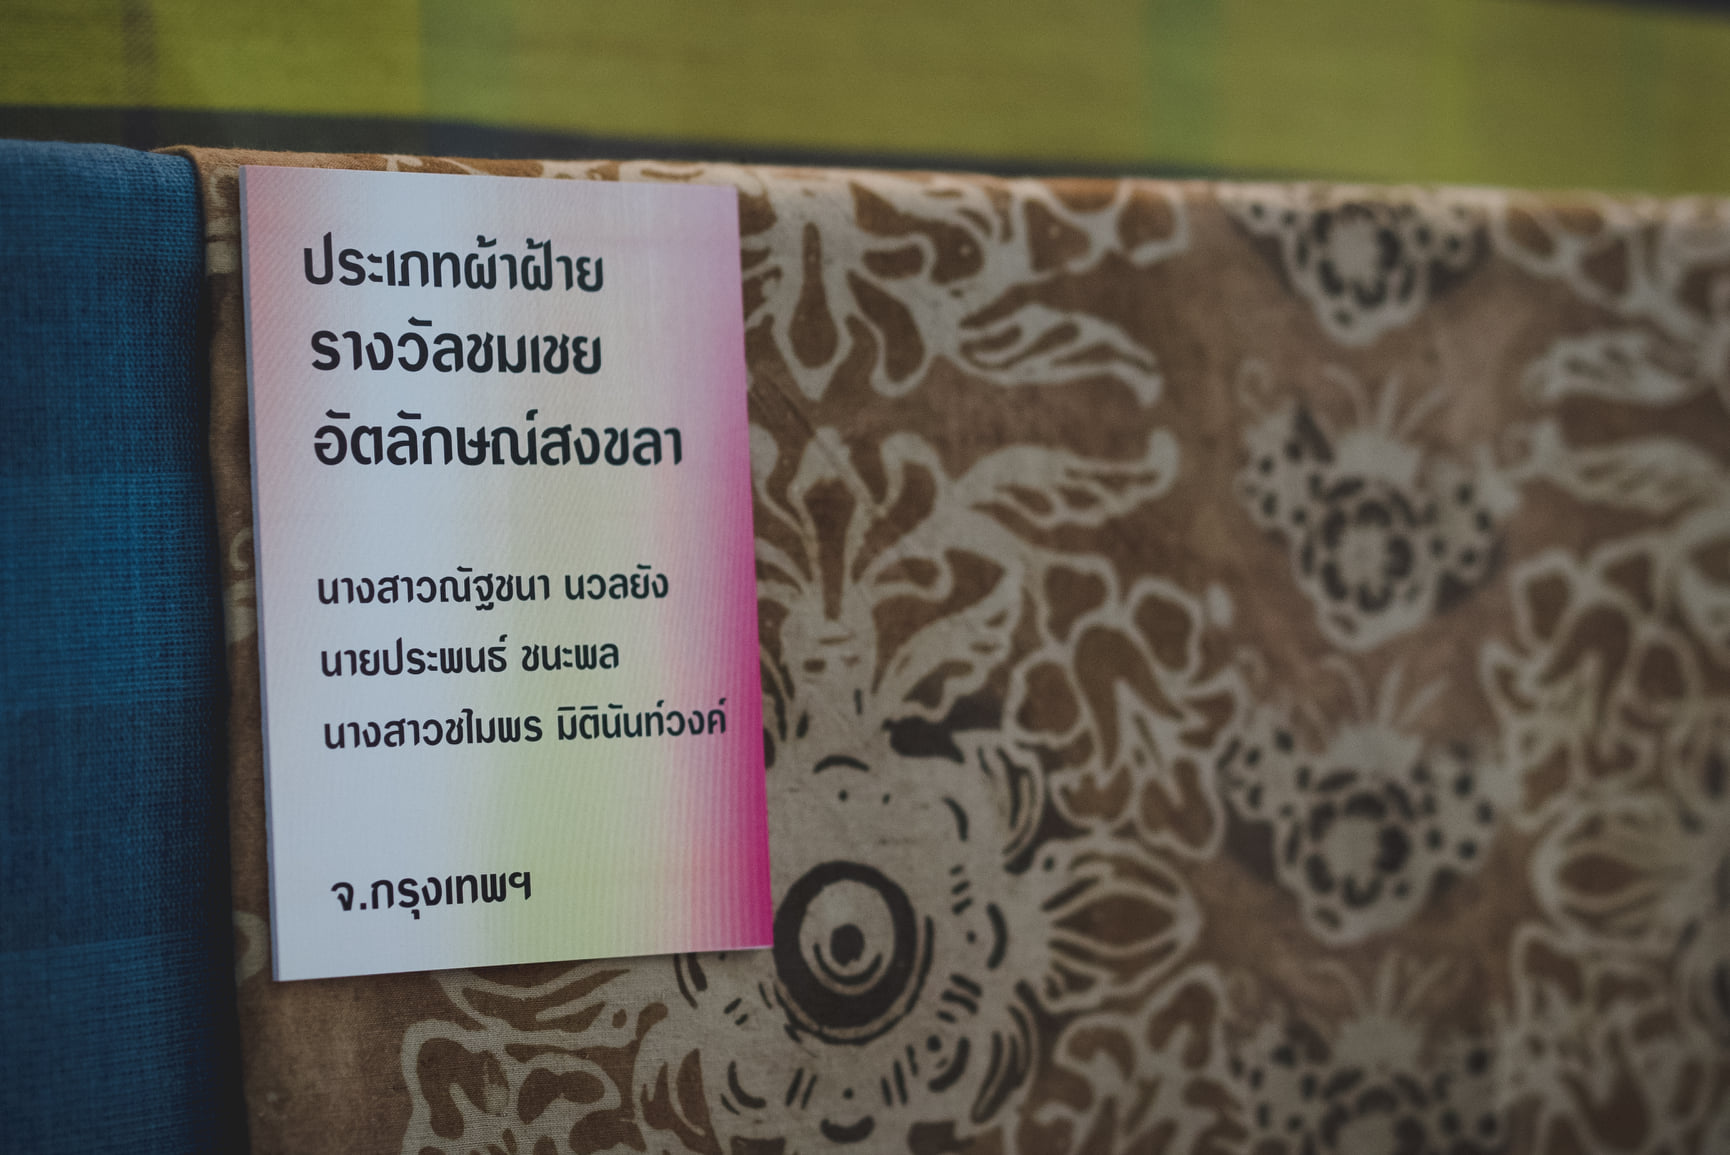 ประเภทผ้าฝ้าย
รางวัลชมเชย
อัตลักษณ์สงขลา
นางสาวณัฐชนา นวลยัง
นายประพนธ์ ชนะพล
นางสาวชไมพร มิตินันท์วงค์
จ.กรุงเทพฯ